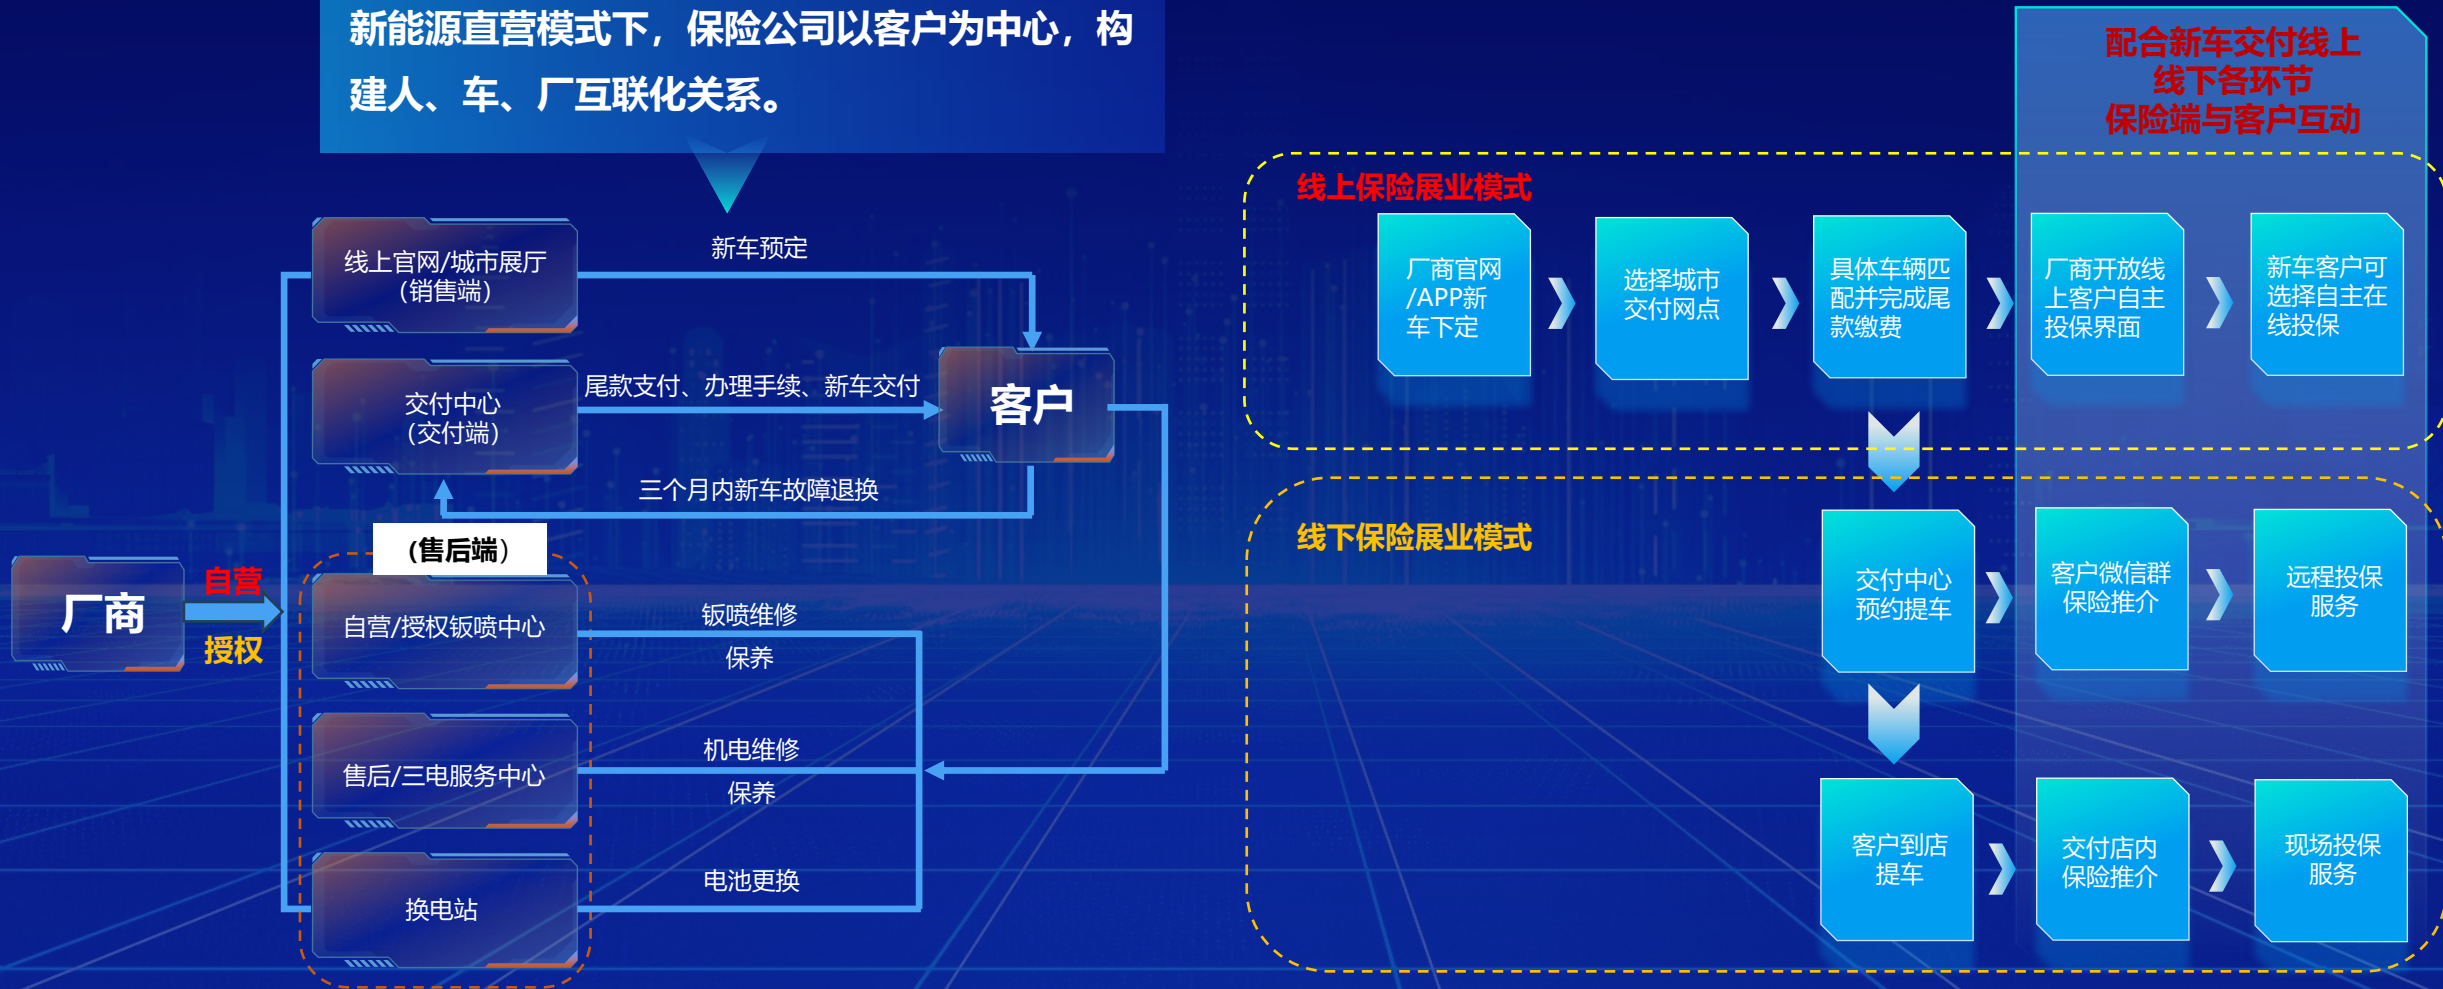 新能源直营模式下，保险公司以客户为中心，构
建人、车、厂互联化关系。
线上官网/城市展厅
（销售端）
新车预定
交付中心
（交付端）
尾款支付、办理手续、新车交付
客户
三个月内新车故障退换
（售后端）
厂商
自营
授权
自营/授权钣喷中心
钣喷维修
保养
售后/三电服务中心
机电维修
保养
换电站
电池更换
配合新车交付线上
线下各环节
保险端与客户互动
线上保险展业模式
厂商官网
/APP新
车下定
选择城市
交付网点
具体车辆匹
配并完成尾
款缴费
厂商开放线
上客户自主
投保界面
新车客户可
选择自主在
线投保
线下保险展业模式
交付中心
预约提车
客户微信群
保险推介
远程投保
服务
客户到店
提车
交付店内
保险推介
现场投保
服务